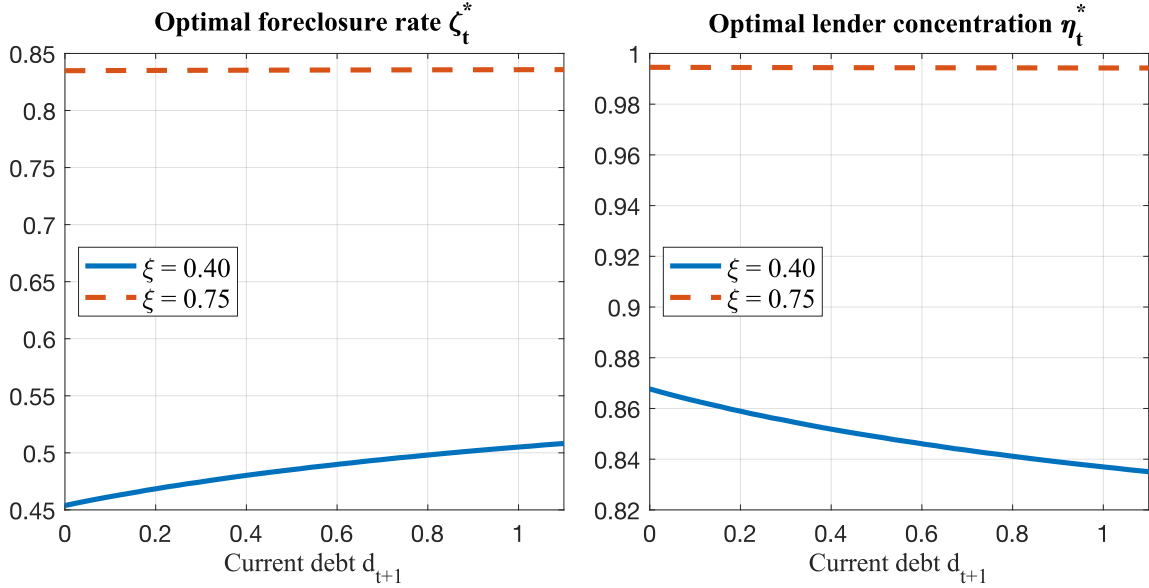 Optimal foreclosure rate ζ*t
0.85
0.8
0.75
0.7
0.65
0.6
0.55
0.5
0.45
ξ = 0.40
ξ = 0.75
0 0.2 0.4 0.6 0.8 1
Current debt dt+1
Optimal lender concentration η*t
1
0.98
0.96
0.94
0.92
0.9
0.88
0.86
0.84
0.82
ξ = 0.40
ξ = 0.75
0 0.2 0.4 0.6 0.8 1
Current debt dt+1